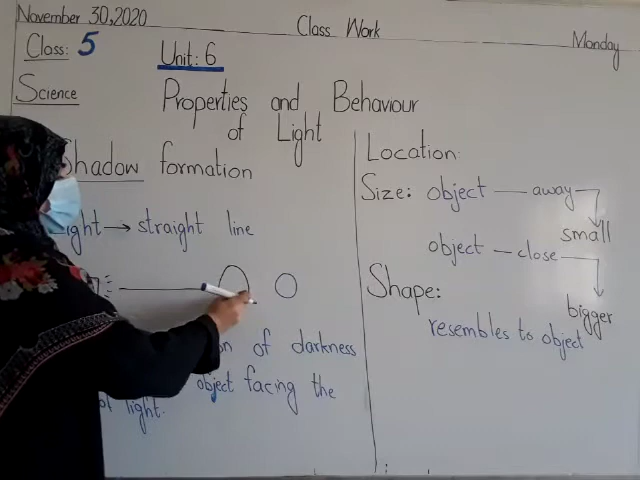 November 30,2020
Class Work
Monday
Class: 5
Unit: 6
Science
Properties and Behaviour
of Light
Shadow formation
Light → straight line
of darkness
object facing the
of light.
Location:
Size: object — away
small
object — close
bigger
Shape:
resembles to object